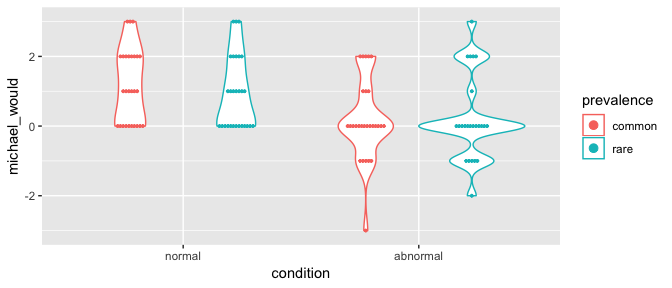 2
0
-2
michael_would
normal
abnormal
condition
prevalence
common
rare